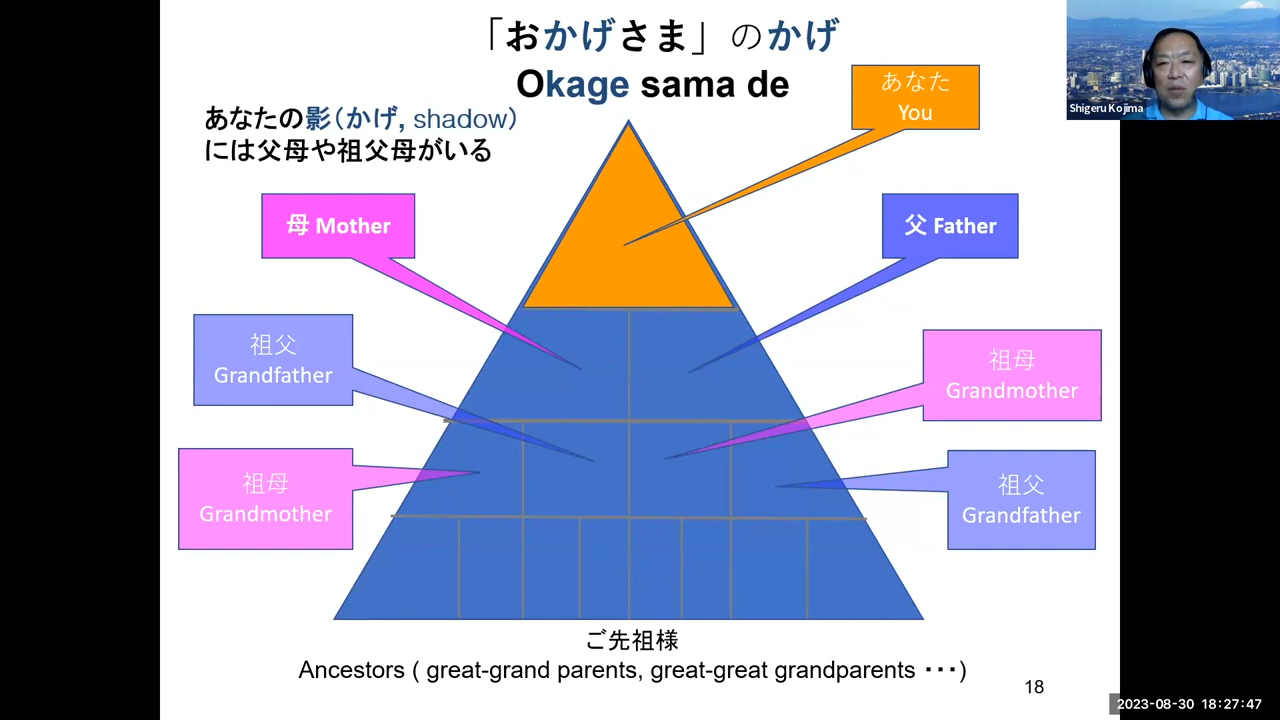 「おかげさま」のかげ
Okage sama de
あなたの影(かげ, shadow)
には父母や祖父母がいる
あなた
You
Shigeru Kojima
母 Mother
父 Father
祖父
Grandfather
祖母
Grandmother
祖母
Grandmother
祖父
Grandfather
ご先祖様
Ancestors ( great-grand parents, great-great grandparents ・・・)
18
2023-08-30 18:27:47